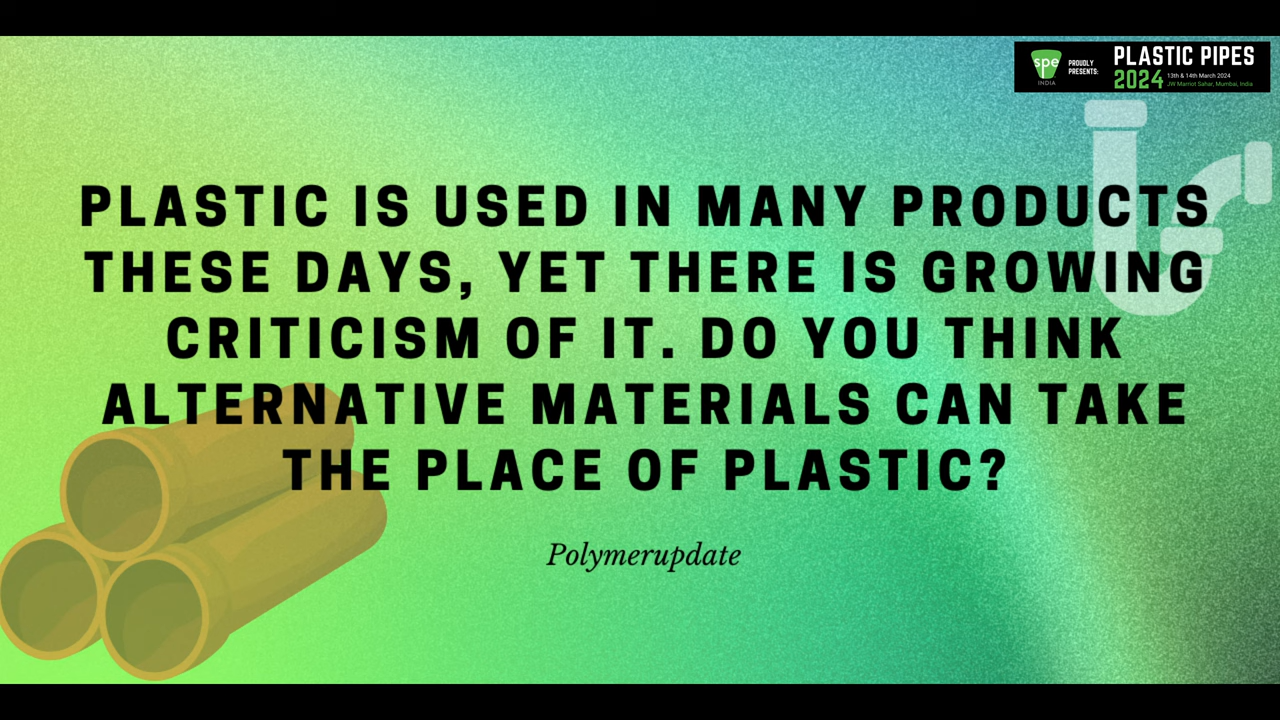 spe
INDIA
PROUDLY
PRESENTS:
PLASTIC PIPES
2024
13th & 14th March 2024
JW Marriot Sahar, Mumbai, India
PLASTIC IS USED IN MANY PRODUCTS
THESE DAYS, YET THERE IS GROWING
CRITICISM OF IT. DO YOU THINK
ALTERNATIVE MATERIALS CAN TAKE
THE PLACE OF PLASTIC?
Polymerupdate